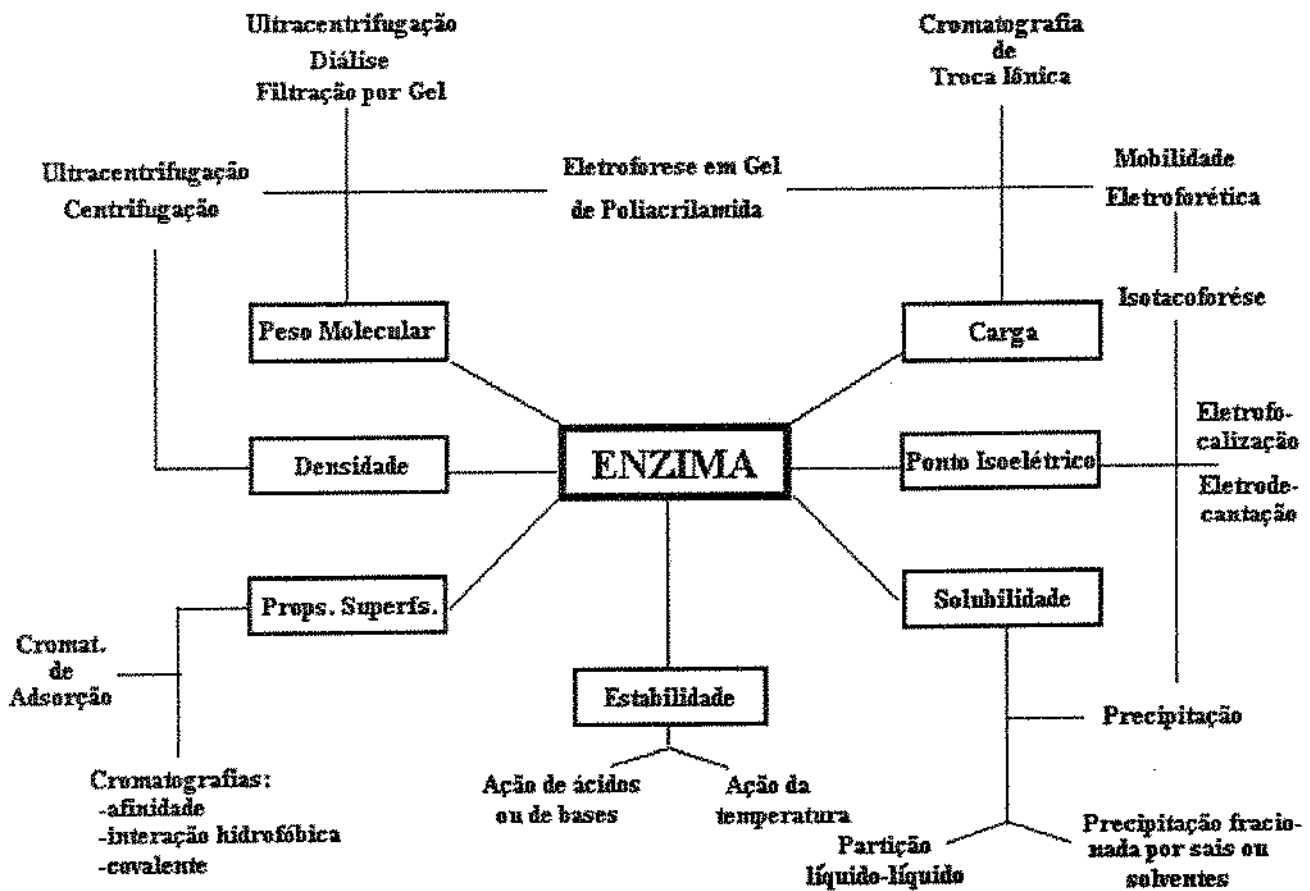 Ultracentrifugação
Diálise
Filtração por Gel
Cromatografia
de
Troca Iônica
Ultracentrifugação
Centrifugação
Eletroforese em Gel
de Poliacrilamida
Mobilidade
Eletroforética
Isotacoforése
Peso Molecular
Carga
Densidade
ENZIMA
Ponto Isoelétrico
Eletrofo-
calização
Eletrode-
cantação
Props. Superfs.
Solubilidade
Cromat.
de
Adsorção
Estabilidade
Precipitação
Cromatografias:
-afinidade
-interação hidrofóbica
-covalente
Ação de ácidos
ou de bases
Ação da
temperatura
Partição
líquido-líquido
Precipitação fracio-
nada por sais ou
solventes